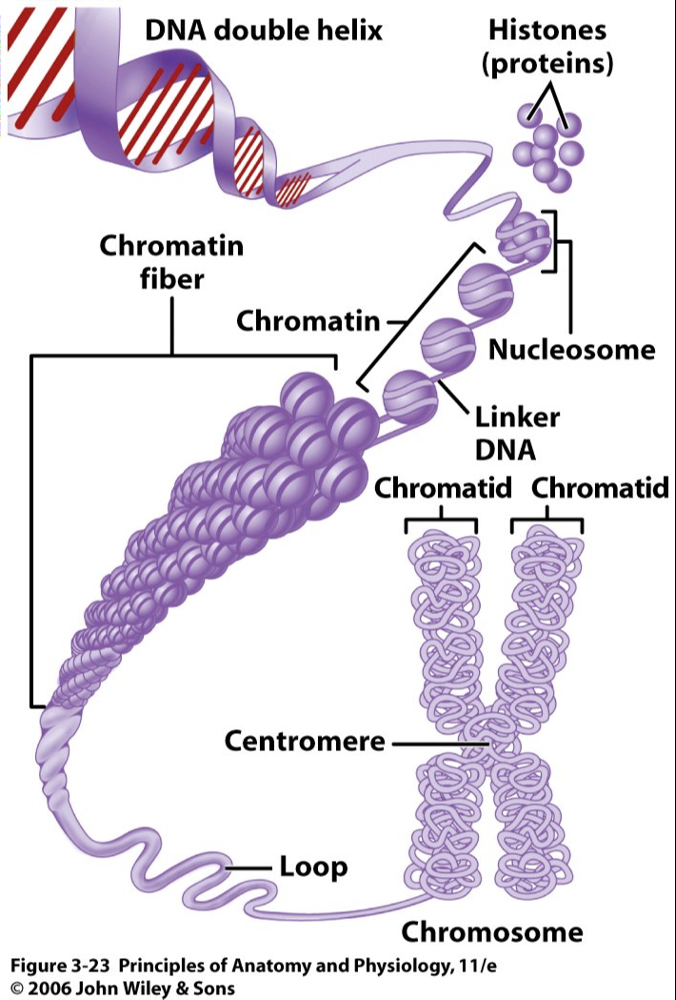 DNA double helix
Histones
(proteins)
Chromatin
fiber
Chromatin
Nucleosome
Linker
DNA
Chromatid
Chromatid
Centromere
Loop
Chromosome
Figure 3-23 Principles of Anatomy and Physiology, 11/e
© 2006 John Wiley & Sons